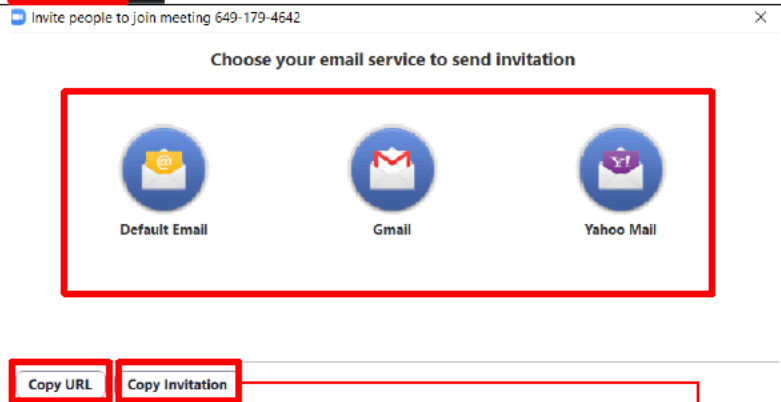 Invite people to join meeting 649-179-4642
Choose your email service to send invitation
@
Y!
Default Email Gmail Yahoo Mail
Copy URL Copy Invitation